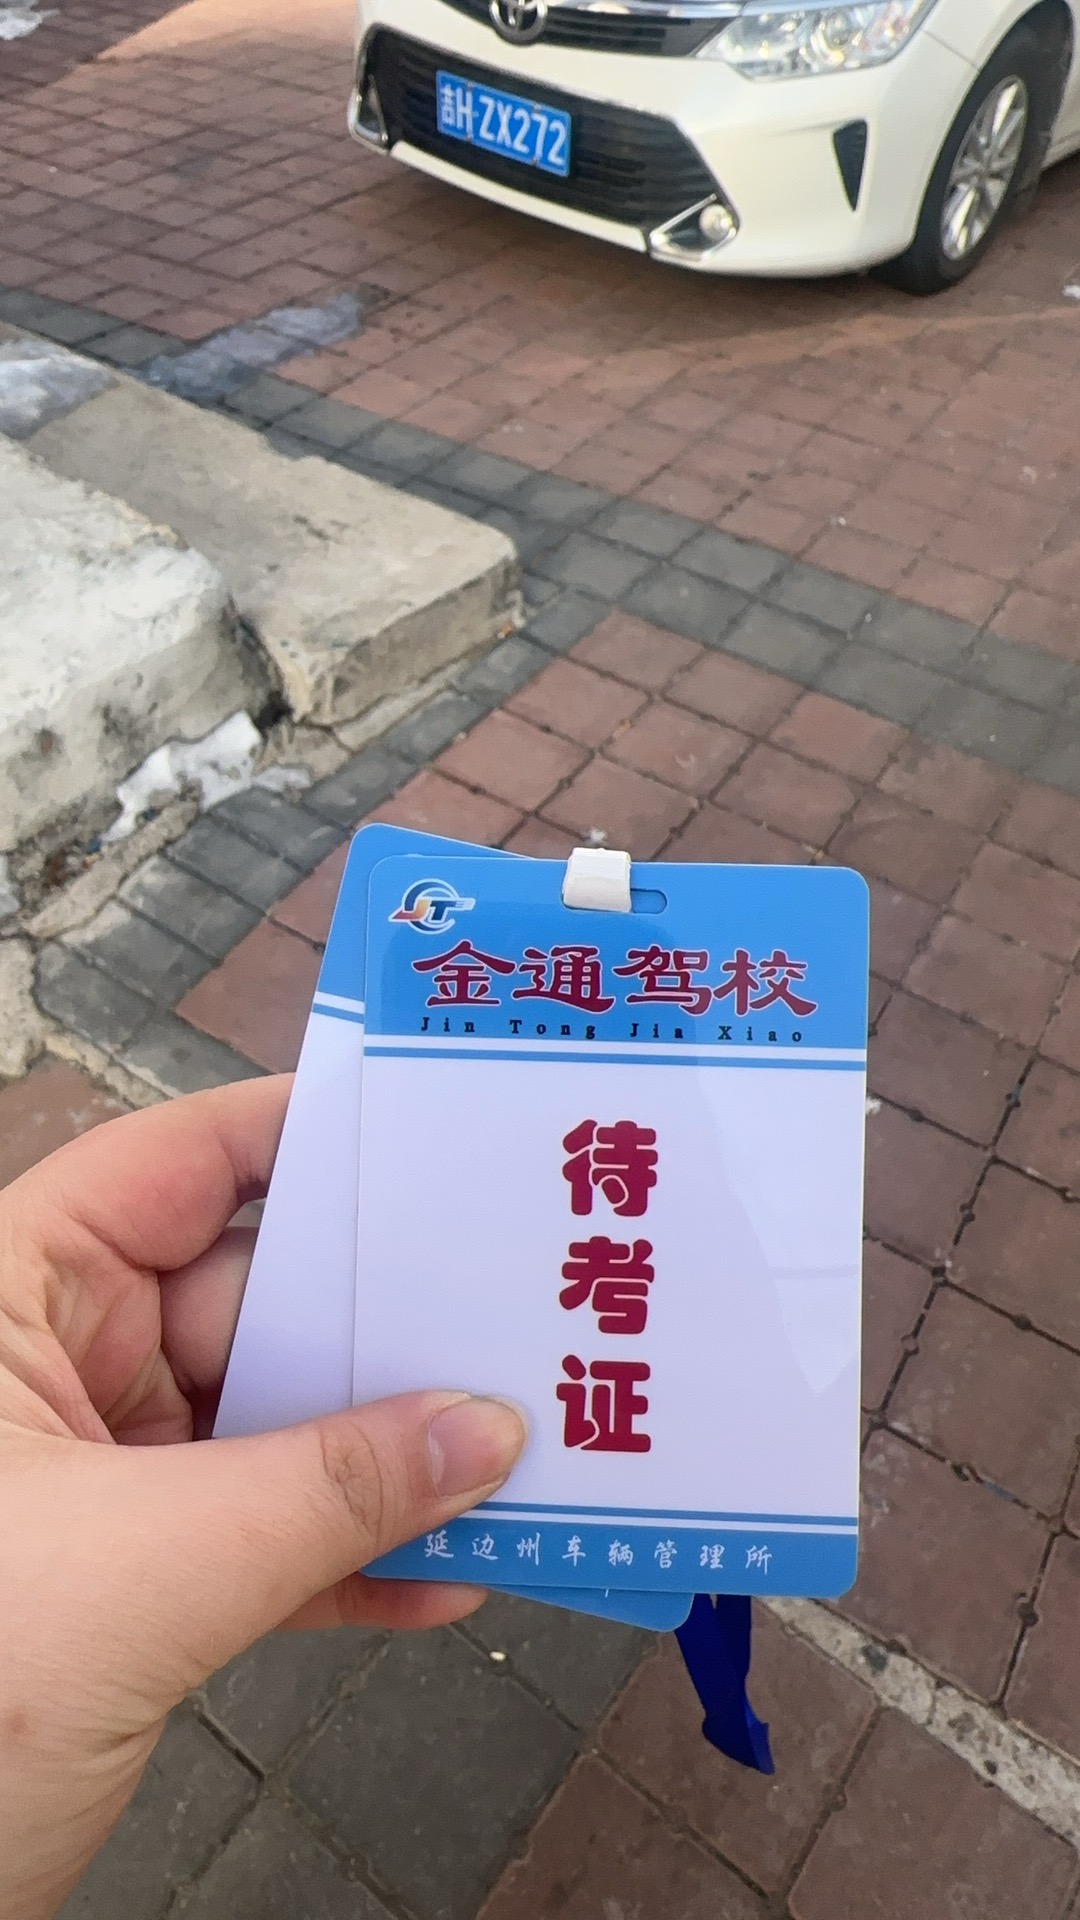 吉H·ZX272
JT
金通驾校
Jin Tong Jia Xiao
待
考
证
延边州车辆管理所